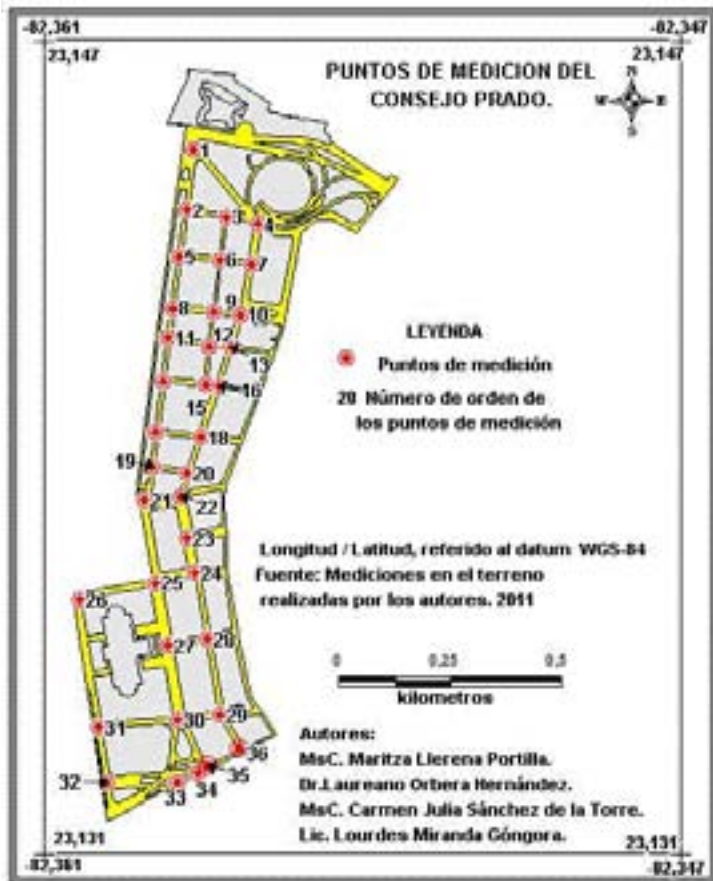 -82,361 -82,347
23,147 23,147
PUNTOS DE MEDICION DEL
CONSEJO PRADO.
N
W E
S
1
2 3 4
5 6 7
8 9 10
11 12
13
15 16
18
19 20
21 22
23
24
25
26
27 28
29
30
31
36
35
32 33 34
LEYENDA
Puntos de medición
20 Número de orden de
los puntos de medición
Longitud / Latitud, referido al datum WGS-84
Fuente: Mediciones en el terreno
realizadas por los autores. 2011
0 0,25 0,5
kilometros
Autores:
MsC. Maritza Llerena Portilla.
Dr.Laureano Orbera Hernández.
MsC. Carmen Julia Sánchez de la Torre.
Lic. Lourdes Miranda Góngora.
23,131 23,131
-82,361 -82,347